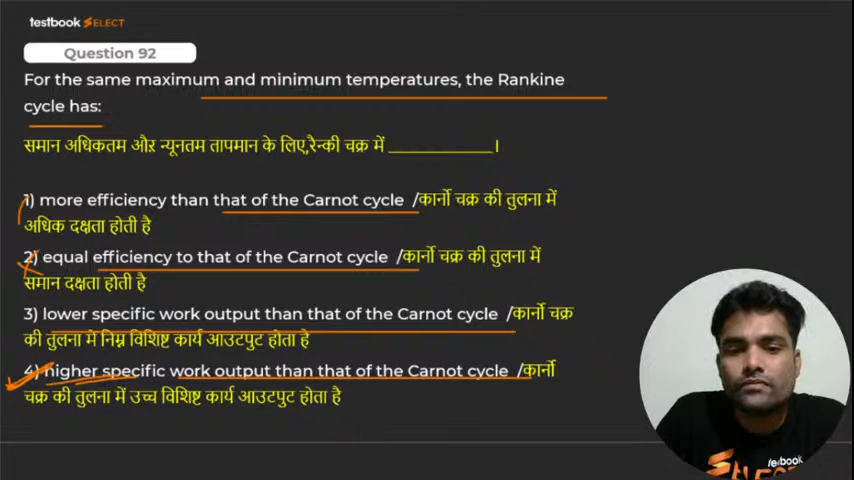 testbook SELECT
Question 92
For the same maximum and minimum temperatures, the Rankine
cycle has:
समान अधिकतम और न्यूनतम तापमान के लिए,रैन्की चक्र में ____________।
1) more efficiency than that of the Carnot cycle /कार्नो चक्र की तुलना में
अधिक दक्षता होती है
2) equal efficiency to that of the Carnot cycle /कार्नो चक्र की तुलना में
समान दक्षता होती है
3) lower specific work output than that of the Carnot cycle /कार्नो चक्र
की तुलना में निम्न विशिष्ट कार्य आउटपुट होता है
4) higher specific work output than that of the Carnot cycle /कार्नो
चक्र की तुलना में उच्च विशिष्ट कार्य आउटपुट होता है
testbook
SELECT